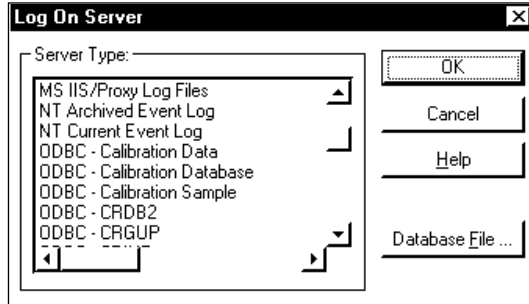 Log On Server
Server Type:
MS IIS/Proxy Log Files
NT Archived Event Log
NT Current Event Log
ODBC - Calibration Data
ODBC - Calibration Database
ODBC - Calibration Sample
ODBC - CRDB2
ODBC - CRGUP
OK
Cancel
Help
Database File ...